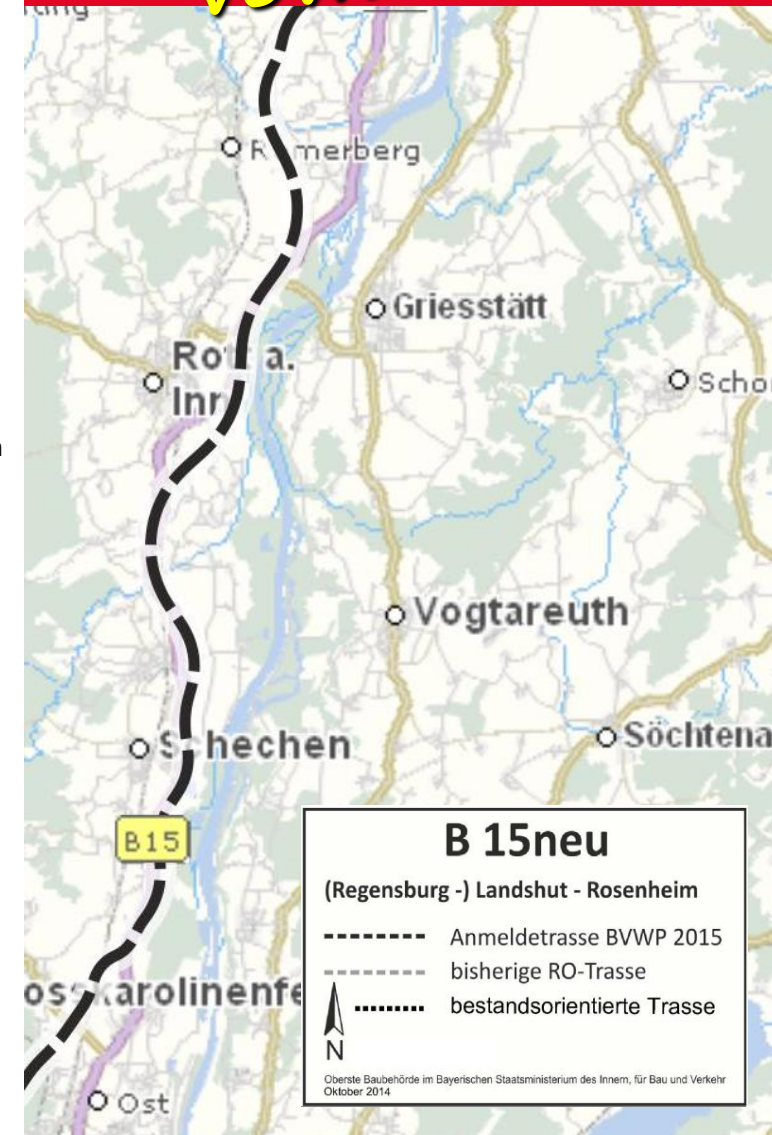 Griesstätt
Rott a.
Inn
Vogtareuth
Schechen
B15
Ost
B 15neu
(Regensburg -) Landshut - Rosenheim
Anmeldetrasse BVWP 2015
bisherige RO-Trasse
bestandsorientierte Trasse
N
Oberste Baubehörde im Bayerischen Staatsministerium des Innern, für Bau und Verkehr
Oktober 2014